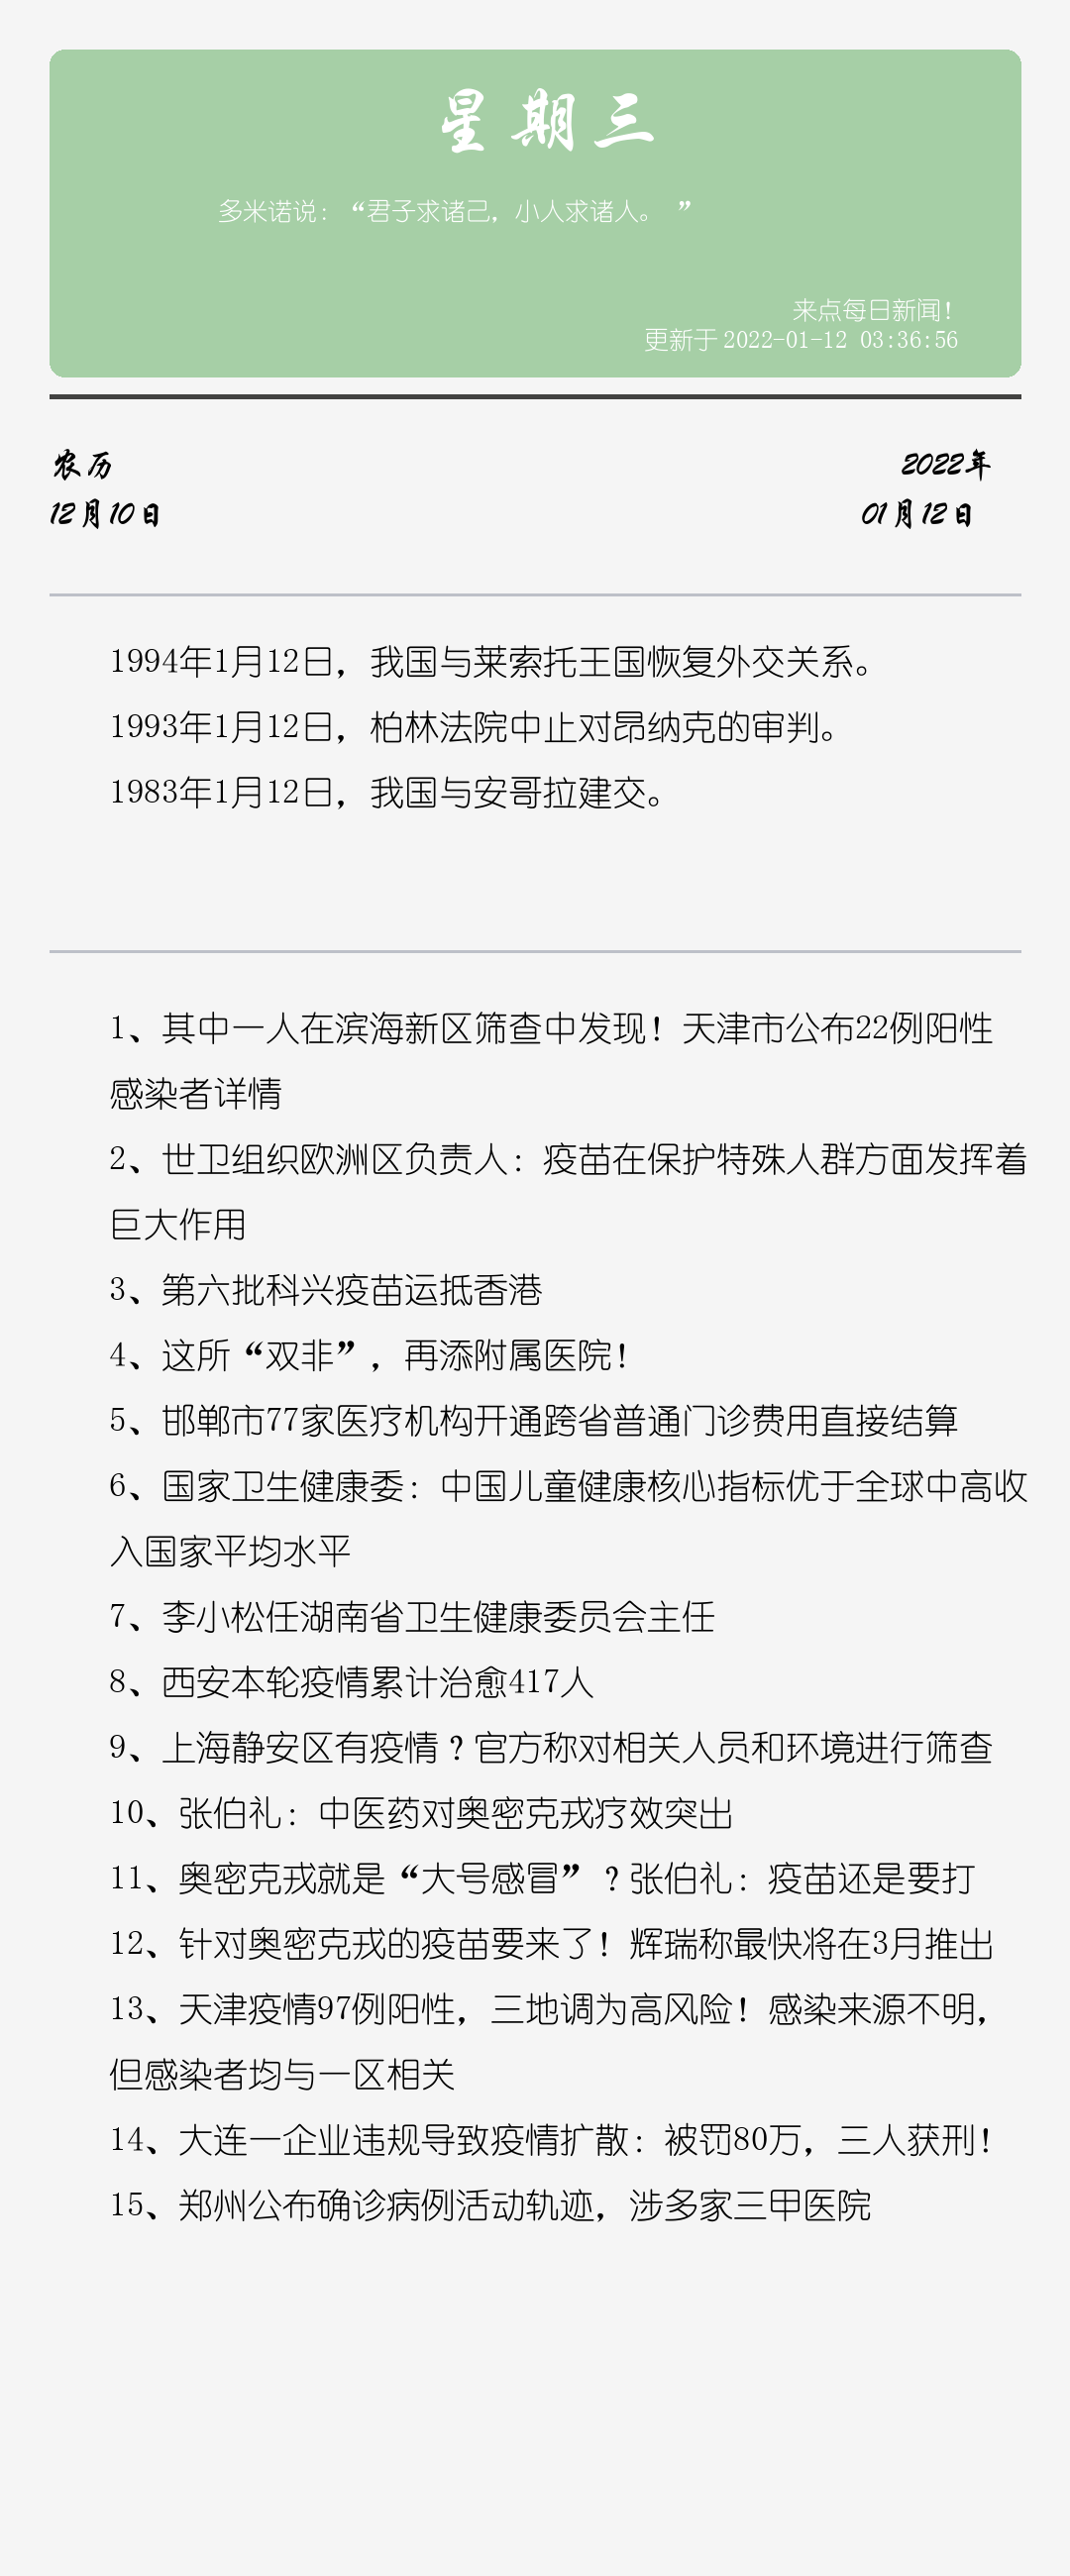 星期三
多米诺说：“君子求诸己，小人求诸人。 ”
来点每日新闻！
更新于2022-01-12 03:36:56
农历
2022年
12月10日
01月12日
1994年1月12日，我国与莱索托王国恢复外交关系。
1993年1月12日，柏林法院中止对昂纳克的审判。
1983年1月12日，我国与安哥拉建交。
1、其中一人在滨海新区筛查中发现！天津市公布22例阳性
感染者详情
2、世卫组织欧洲区负责人：疫苗在保护特殊人群方面发挥着
巨大作用
3、第六批科兴疫苗运抵香港
4、这所“双非”，再添附属医院！
5、邯郸市77家医疗机构开通跨省普通门诊费用直接结算
6、国家卫生健康委：中国儿童健康核心指标优于全球中高收
入国家平均水平
7、李小松任湖南省卫生健康委员会主任
8、西安本轮疫情累计治愈417人
9、上海静安区有疫情？官方称对相关人员和环境进行筛查
10、张伯礼：中医药对奥密克戎疗效突出
11、奥密克戎就是“大号感冒”？张伯礼：疫苗还是要打
12、针对奥密克戎的疫苗要来了！辉瑞称最快将在3月推出
13、天津疫情97例阳性，三地调为高风险！感染来源不明，
但感染者均与一区相关
14、大连一企业违规导致疫情扩散：被罚80万，三人获刑！
15、郑州公布确诊病例活动轨迹，涉多家三甲医院